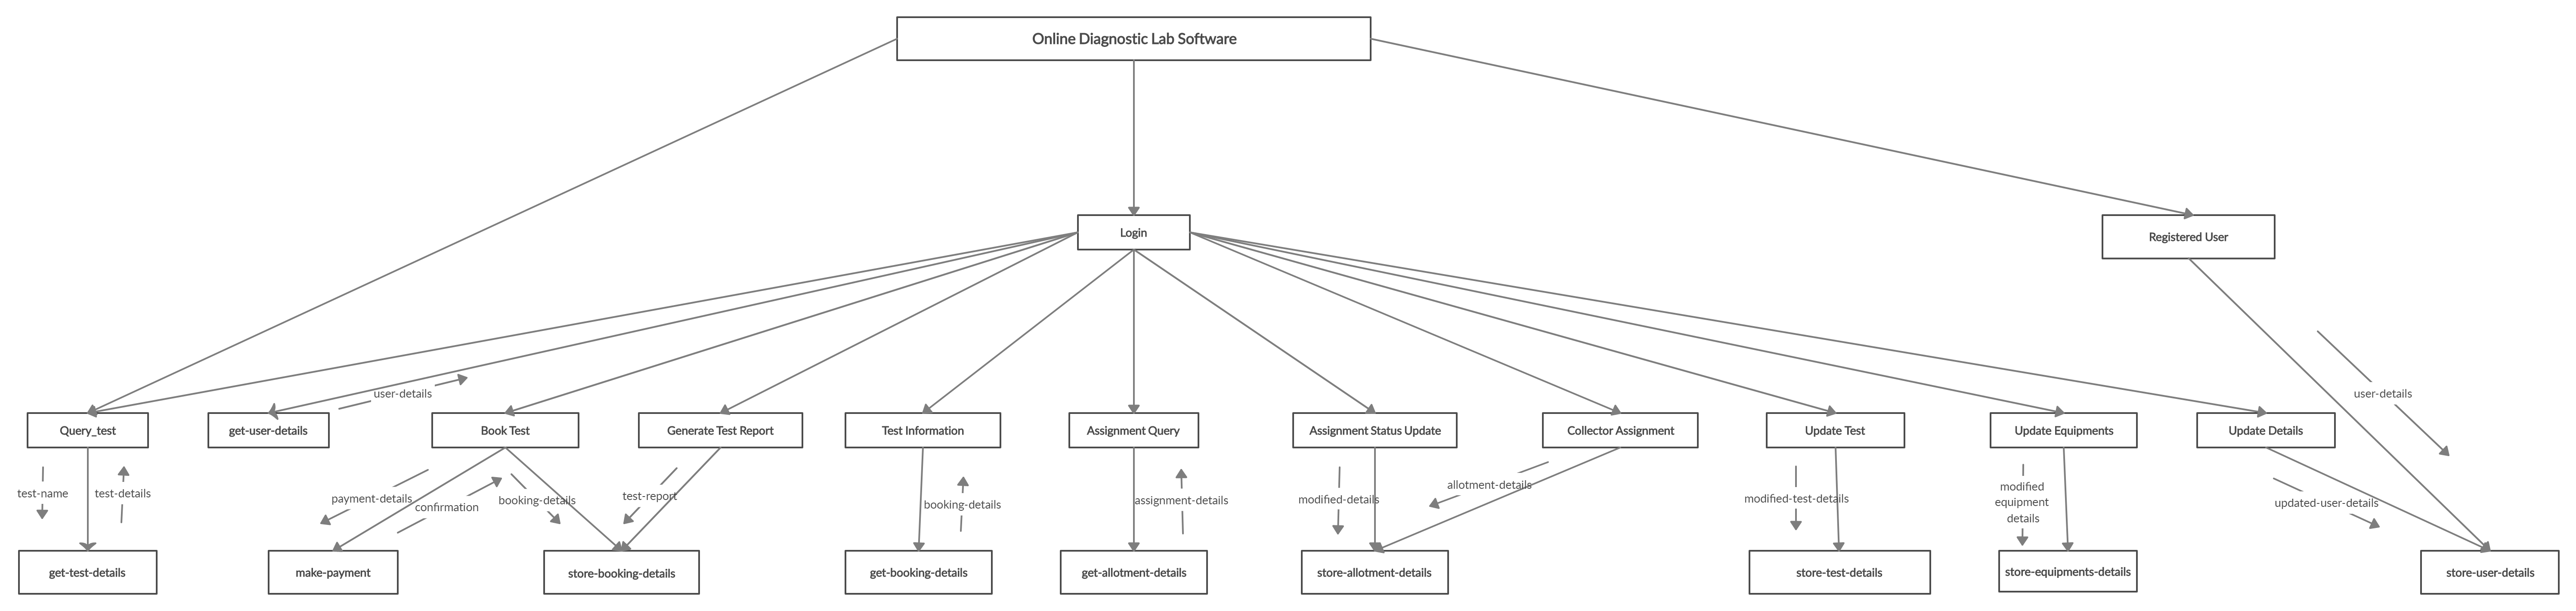 Online Diagnostic Lab Software
Login
Registered User
user-details
user-details
Query_test
get-user-details
Book Test
Generate Test Report
Test Information
Assignment Query
Assignment Status Update
Collector Assignment
Update Test
Update Equipments
Update Details
test-name
test-details
payment-details
confirmation
booking-details
test-report
booking-details
assignment-details
modified-details
allotment-details
modified-test-details
modified
equipment
details
updated-user-details
get-test-details
make-payment
store-booking-details
get-booking-details
get-allotment-details
store-allotment-details
store-test-details
store-equipments-details
store-user-details